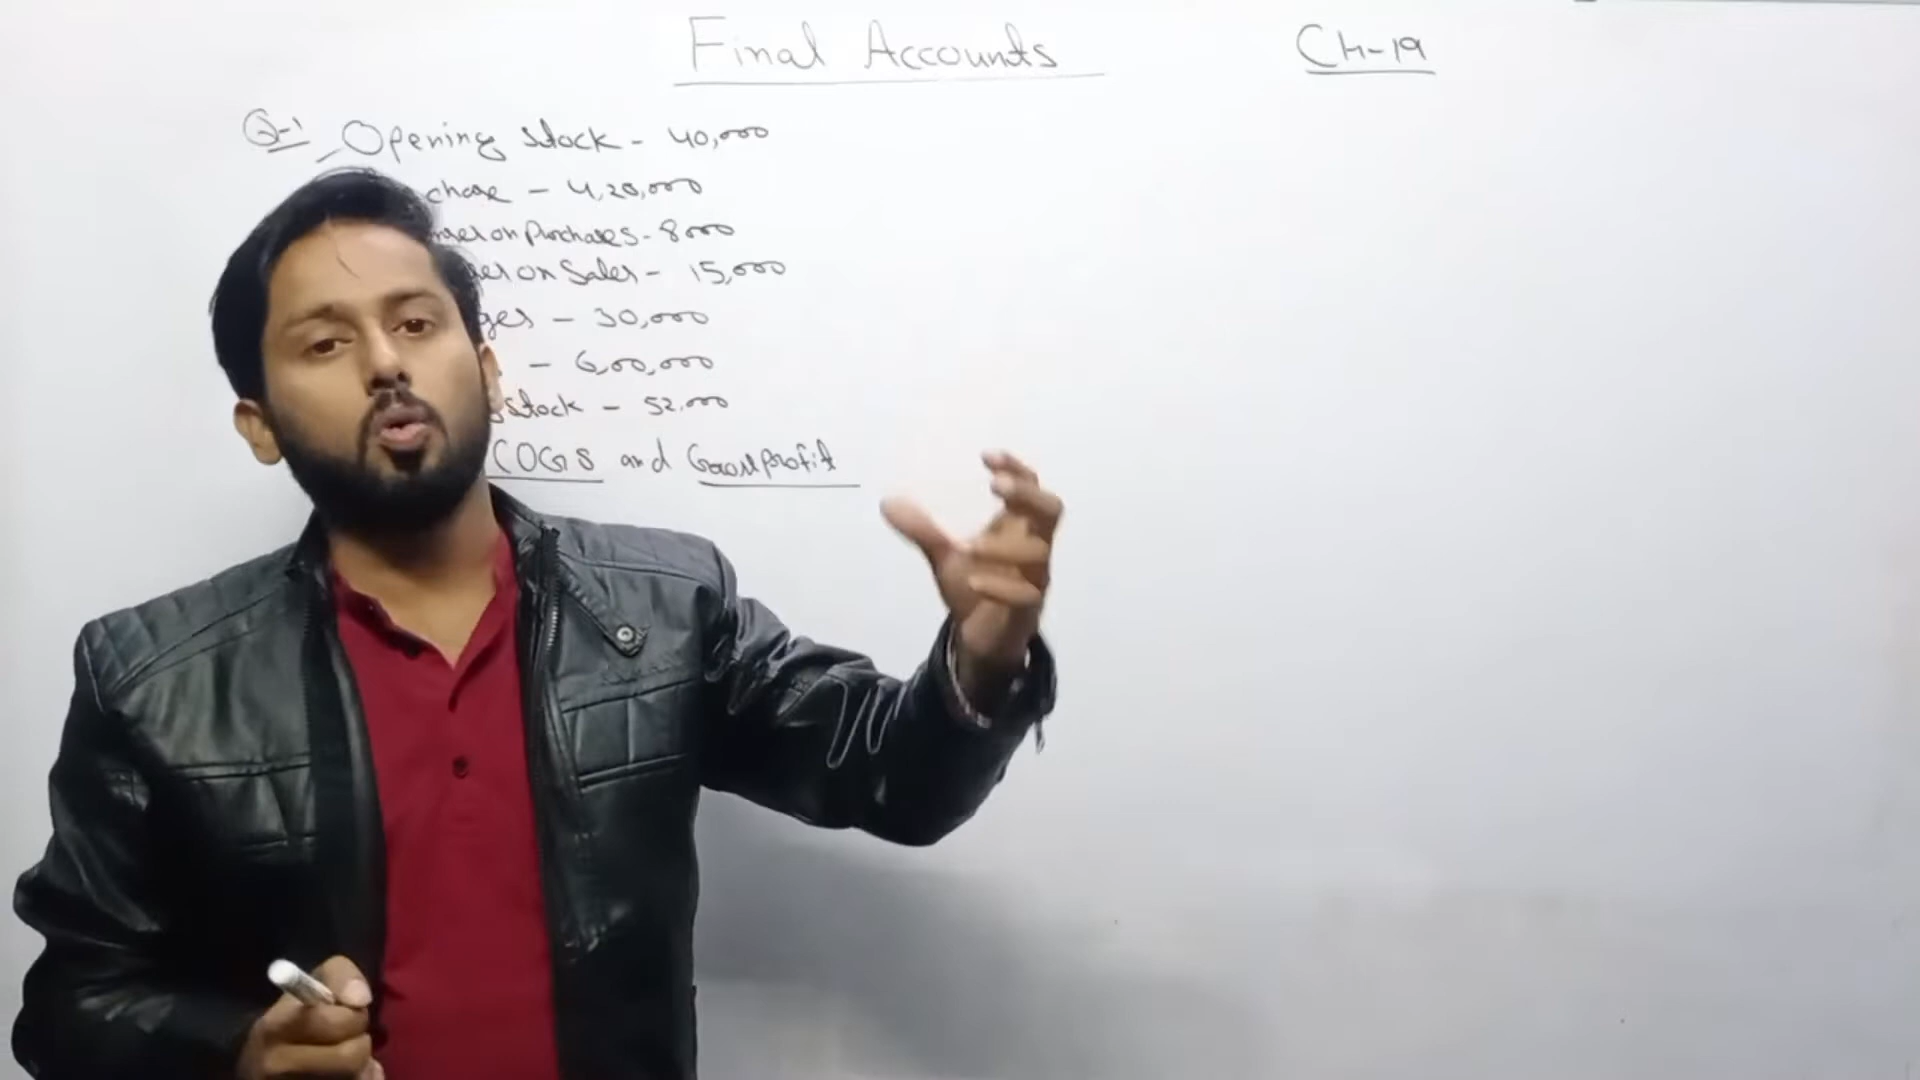 Final Accounts
Ch-19
Q-1 Opening stock - 40,000
chase - 4,20,000
on Purchases - 8000
on Sales - 15,000
ges - 30,000
- 6,00,000
stock - 52,000
COGS and Gross profit